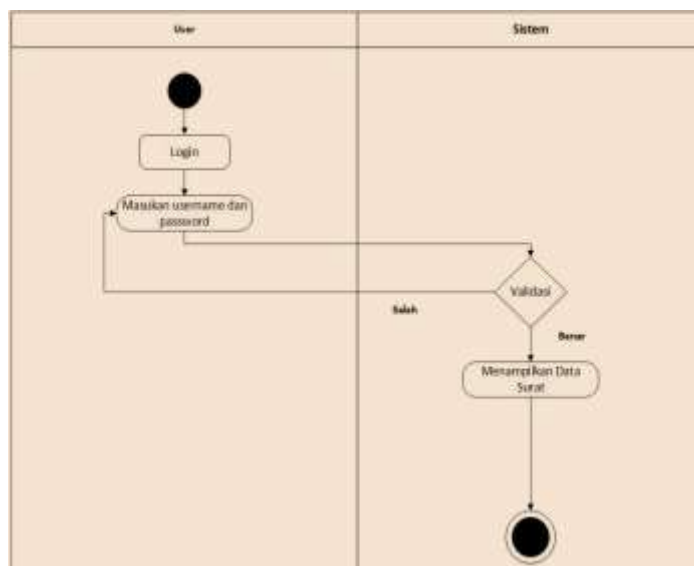 User
Sistem
Login
Masukan username dan
password
Validasi
Salah
Benar
Menampilkan Data
Surat